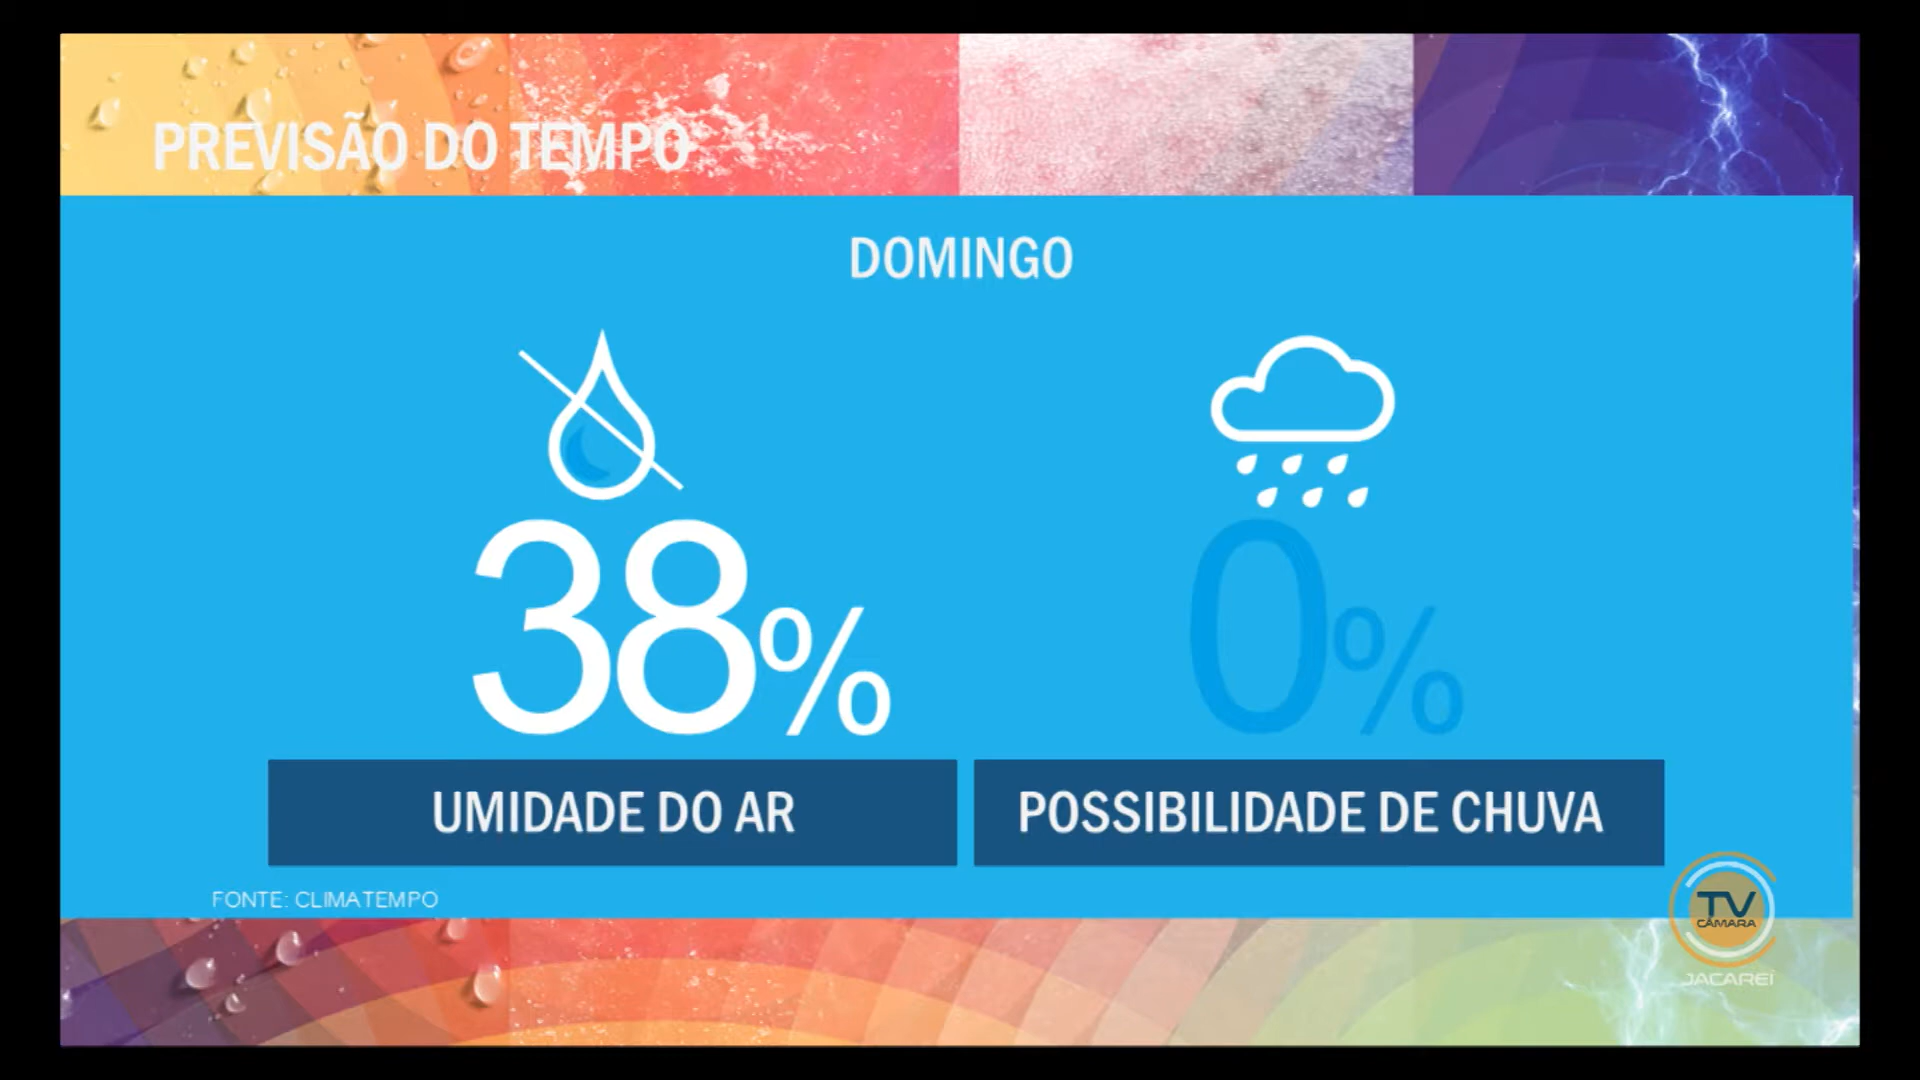 PREVISÃO DO TEMPO
DOMINGO
38%
0%
UMIDADE DO AR
POSSIBILIDADE DE CHUVA
FONTE: CLIMATEMPO
TV
CÂMARA
JACAREÍ